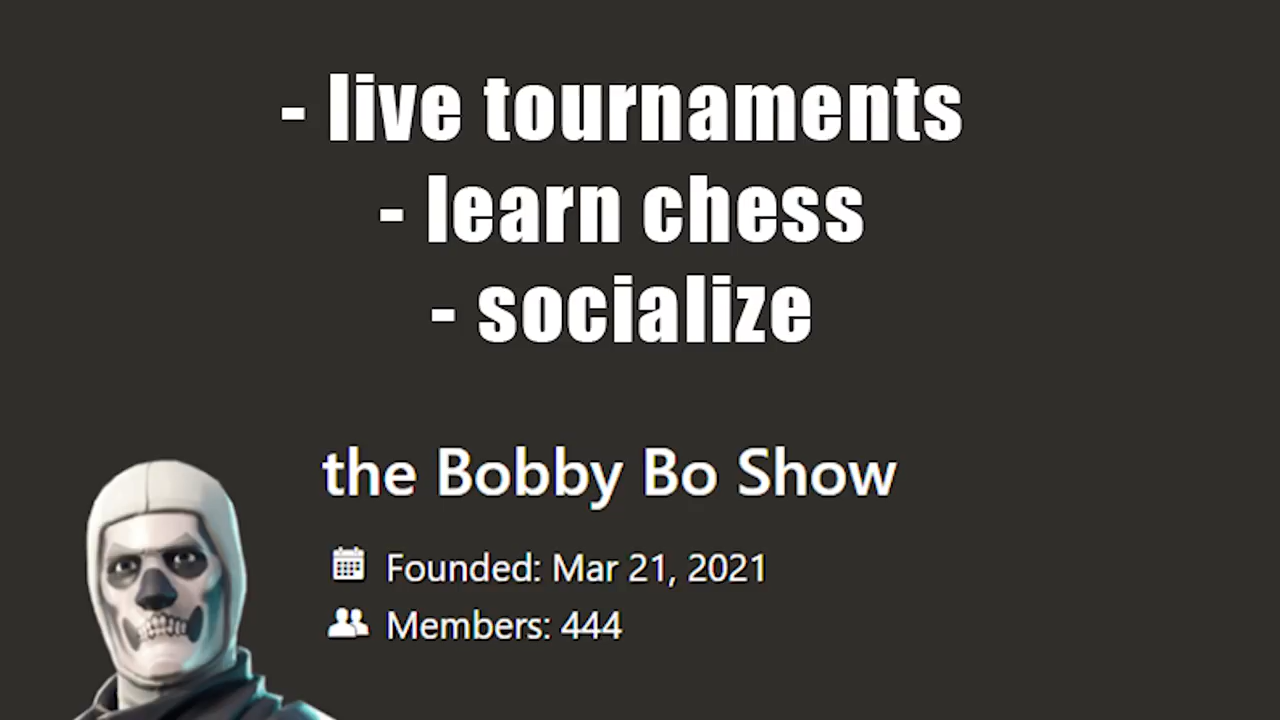 - live tournaments
- learn chess
- socialize
the Bobby Bo Show
Founded: Mar 21, 2021
Members: 444